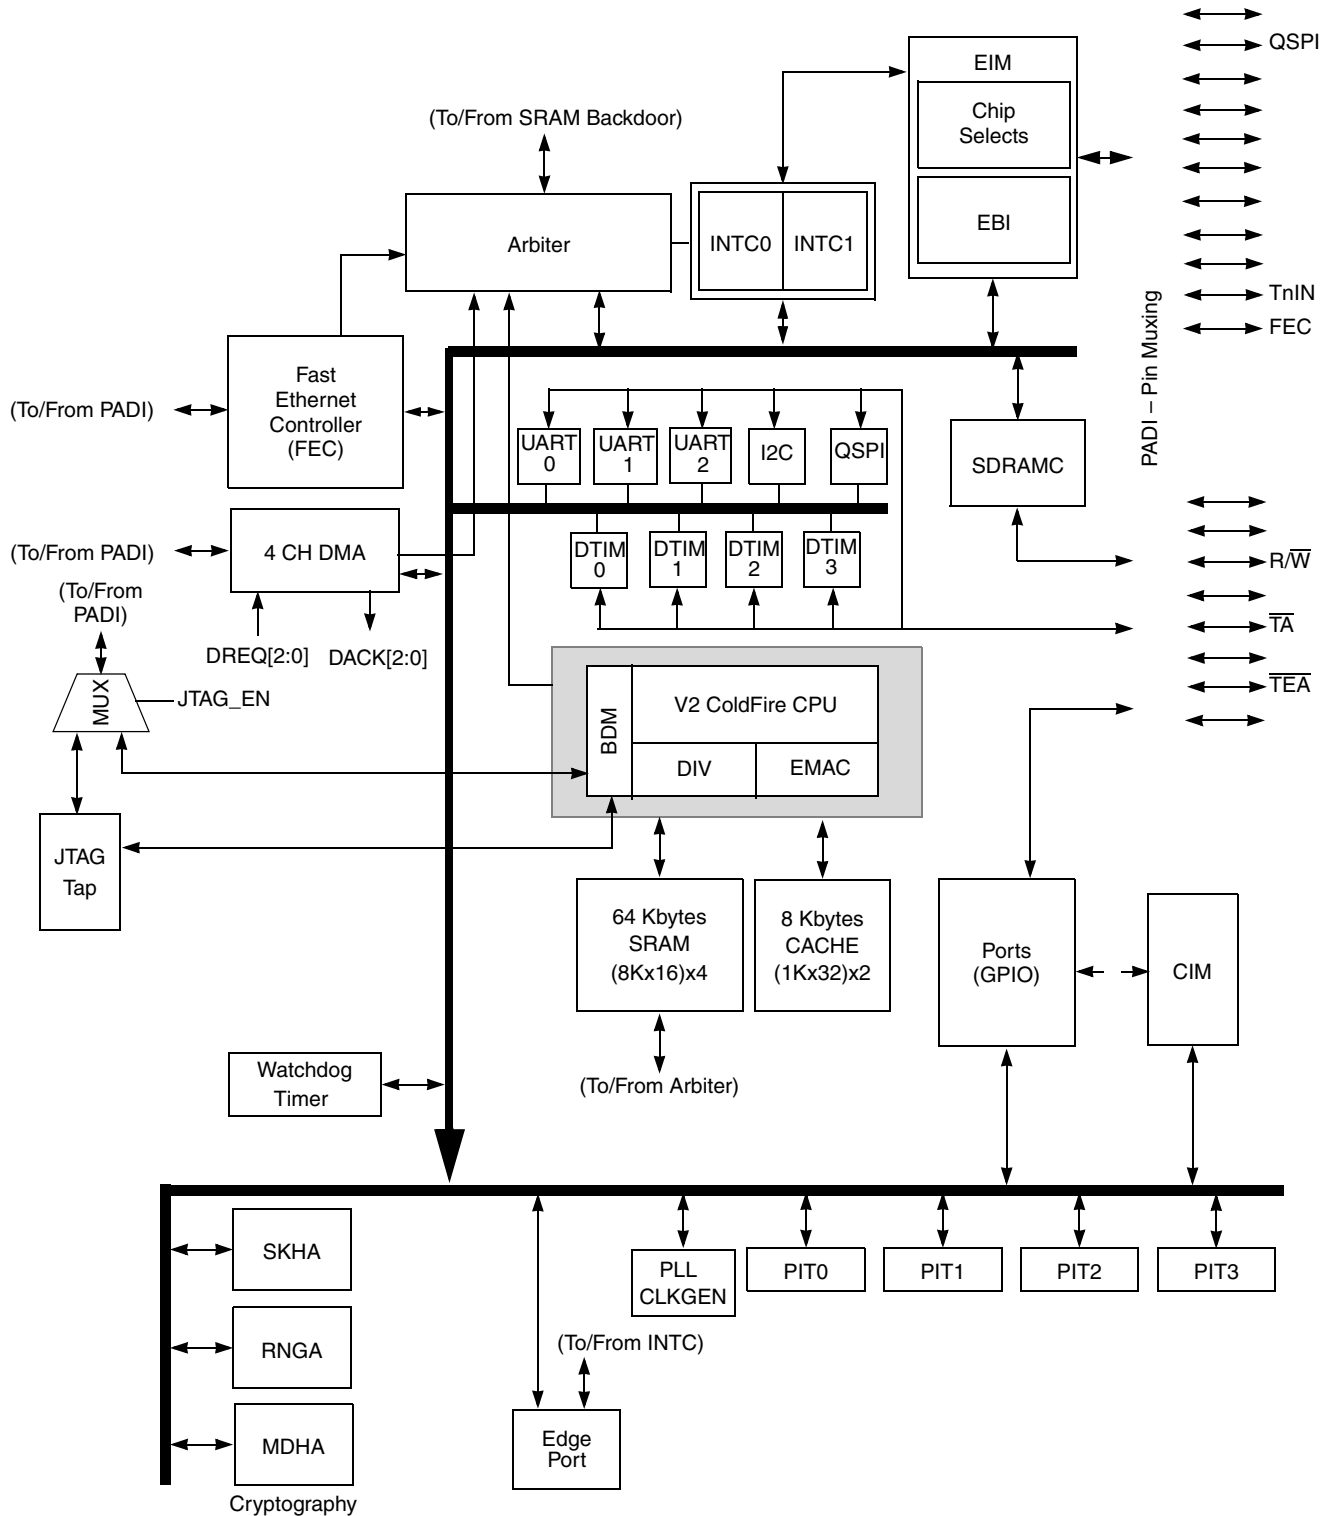 QSPI
EIM
Chip
Selects
EBI
(To/From SRAM Backdoor)
Arbiter
INTC0
INTC1
TnIN
FEC
PADI – Pin Muxing
Fast
Ethernet
Controller
(FEC)
(To/From PADI)
UART
0
UART
1
UART
2
I2C
QSPI
SDRAMC
4 CH DMA
(To/From PADI)
DTIM
0
DTIM
1
DTIM
2
DTIM
3
R/W̅
(To/From
PADI)
T̅A̅
DREQ[2:0]
DACK[2:0]
T̅E̅A̅
MUX
JTAG_EN
BDM
V2 ColdFire CPU
DIV
EMAC
JTAG
Tap
64 Kbytes
SRAM
(8Kx16)x4
8 Kbytes
CACHE
(1Kx32)x2
Ports
(GPIO)
CIM
Watchdog
Timer
(To/From Arbiter)
SKHA
PLL
CLKGEN
PIT0
PIT1
PIT2
PIT3
RNGA
(To/From INTC)
MDHA
Edge
Port
Cryptography